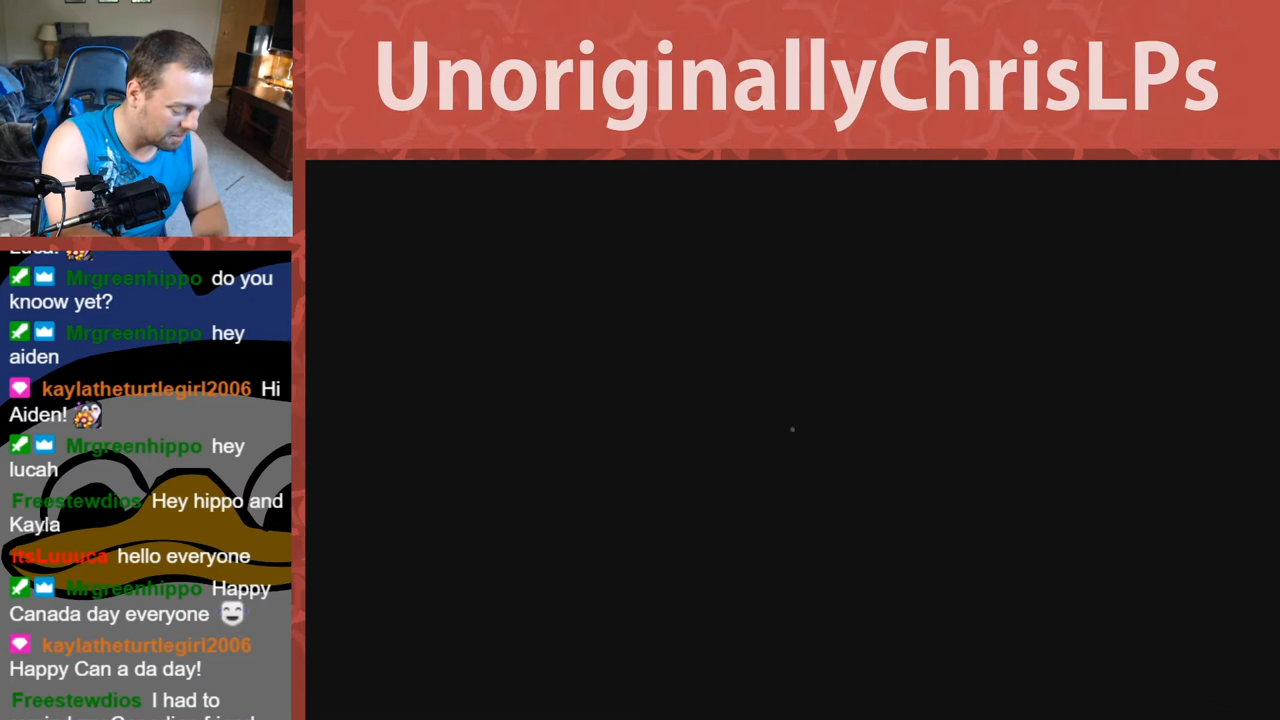 UnoriginallyChrisLPs
Luca!
Mrgreenhippo do you
knoow yet?
Mrgreenhippo hey
aiden
kaylatheturtlegirl2006 Hi
Aiden!
Mrgreenhippo hey
lucah
Freestewdios Hey hippo and
Kayla
itsLuuuca hello everyone
Mrgreenhippo Happy
Canada day everyone
kaylatheturtlegirl2006
Happy Can a da day!
Freestewdios I had to